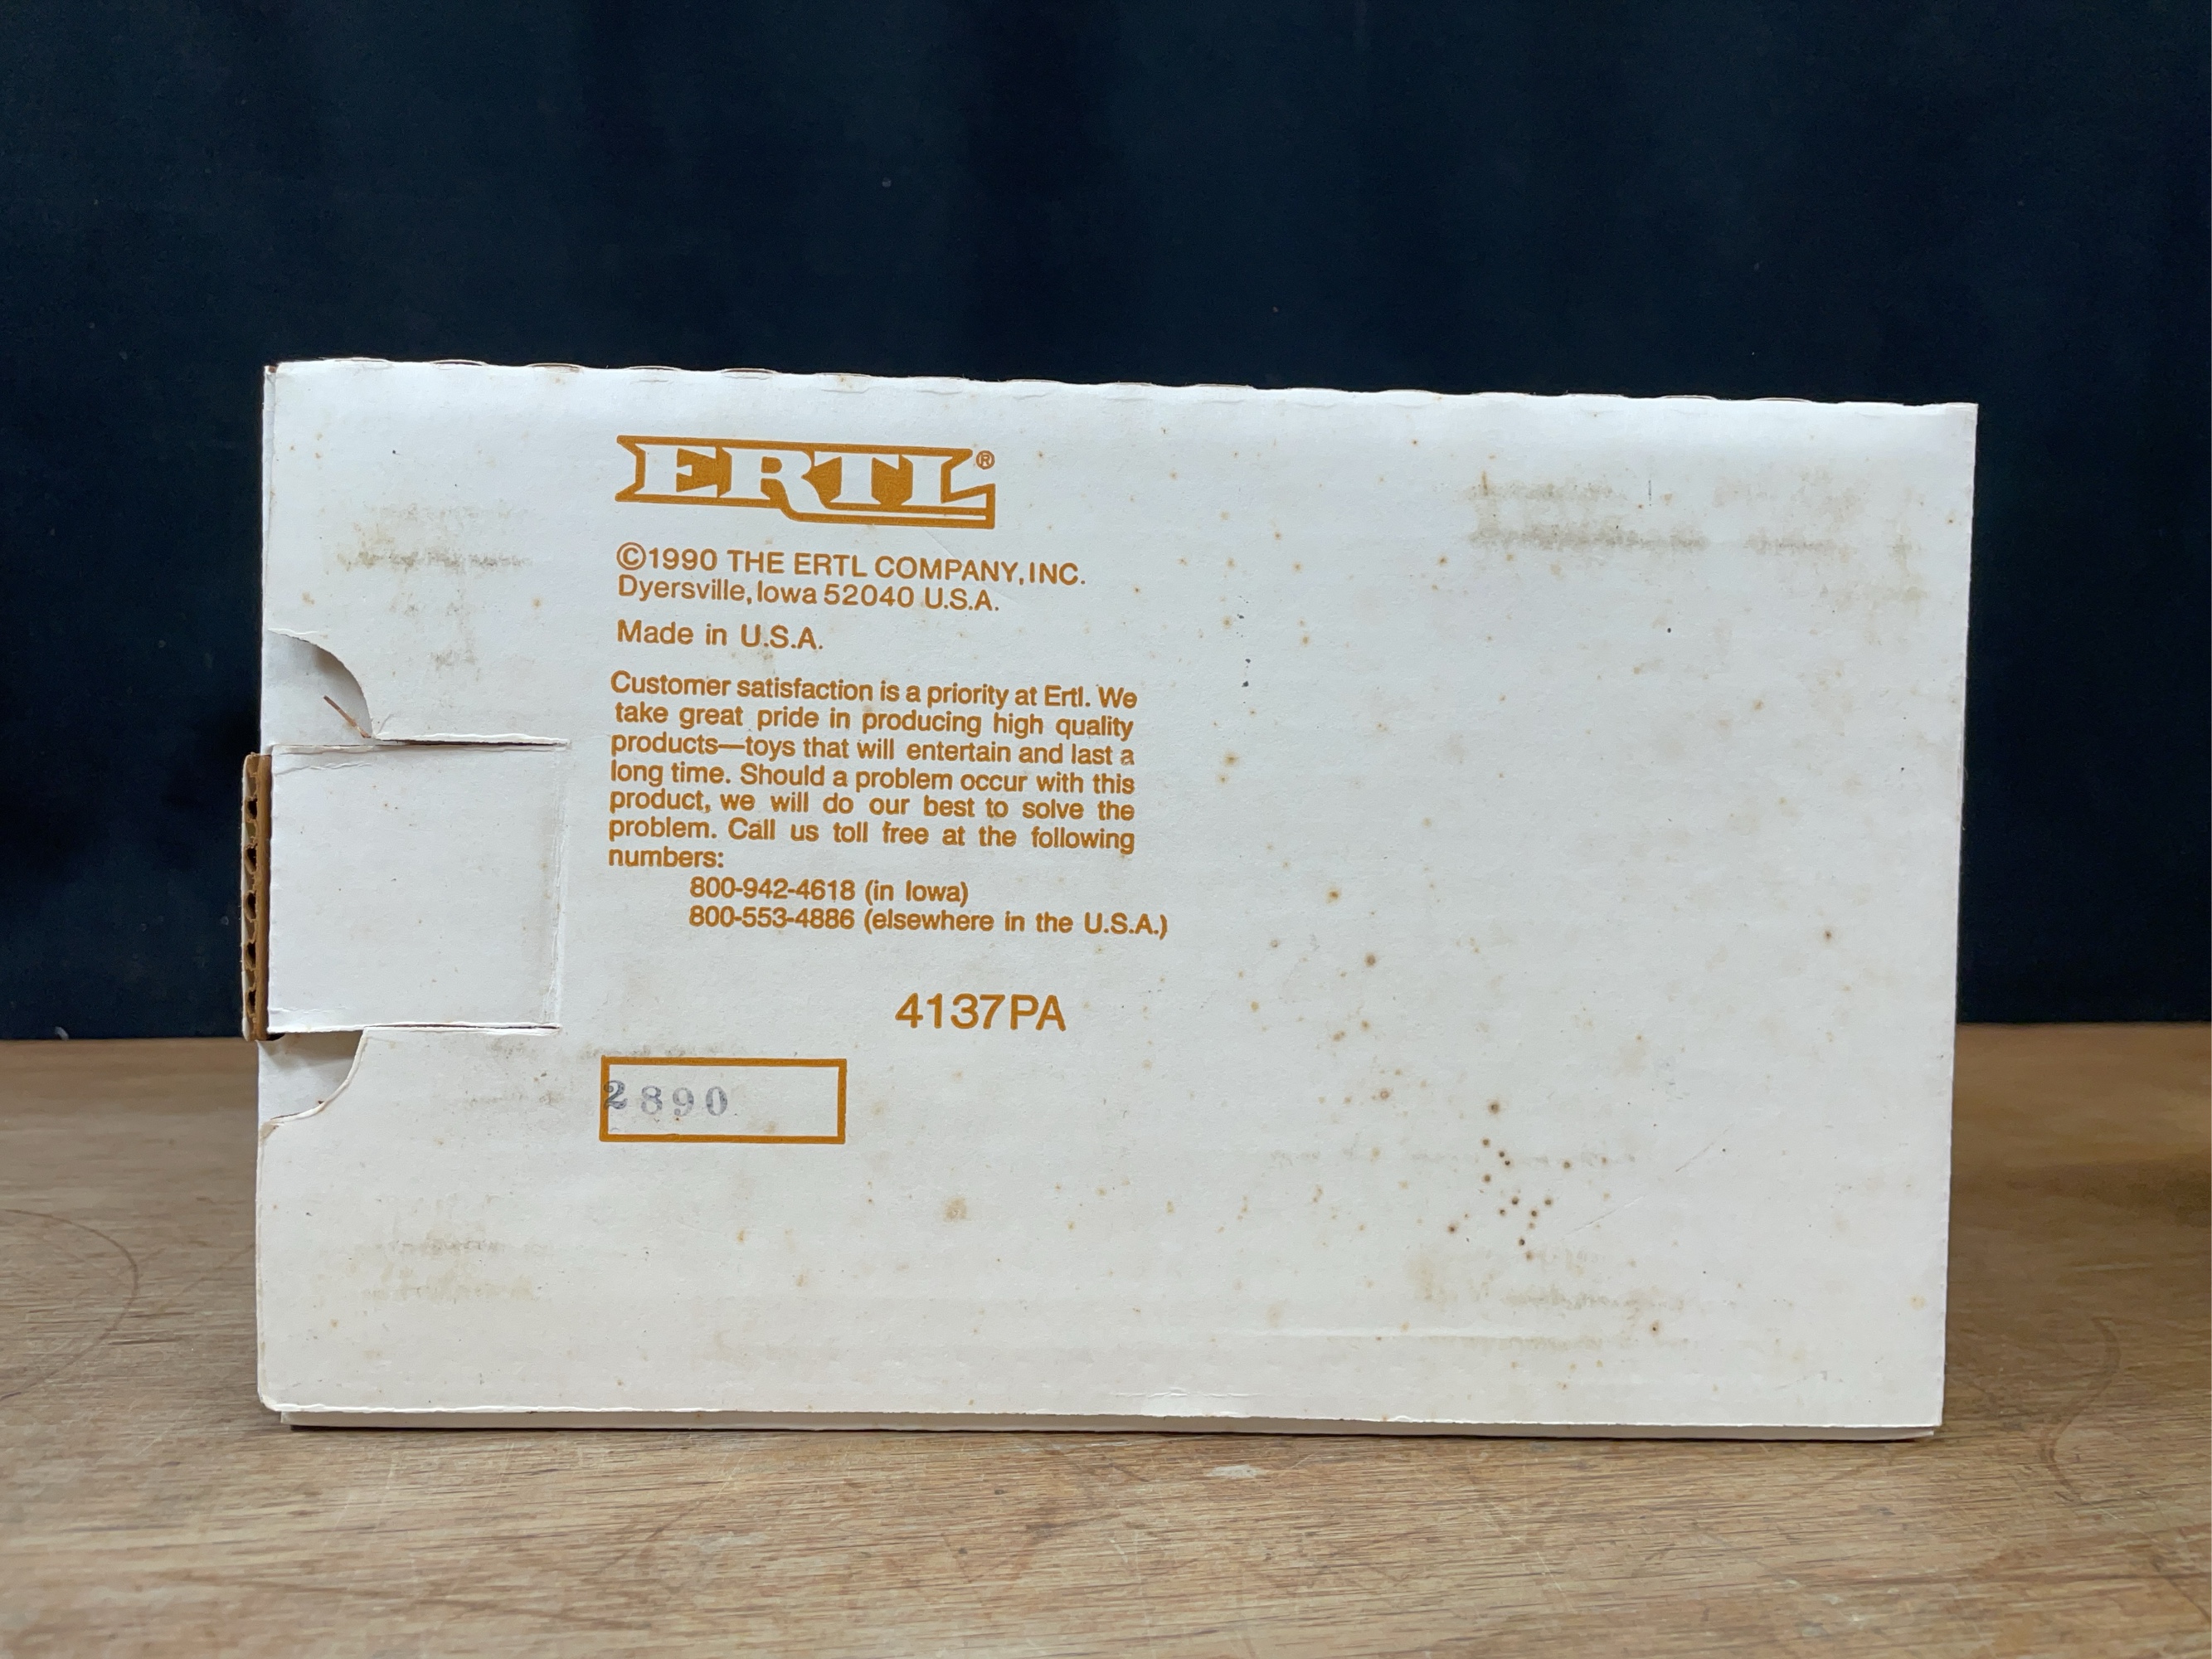 ERTL®
©1990 THE ERTL COMPANY, INC.
Dyersville, Iowa 52040 U.S.A.
Made in U.S.A.
Customer satisfaction is a priority at Ertl. We
take great pride in producing high quality
products—toys that will entertain and last a
long time. Should a problem occur with this
product, we will do our best to solve the
problem. Call us toll free at the following
numbers:
800-942-4618 (in Iowa)
800-553-4886 (elsewhere in the U.S.A.)
4137PA
2890